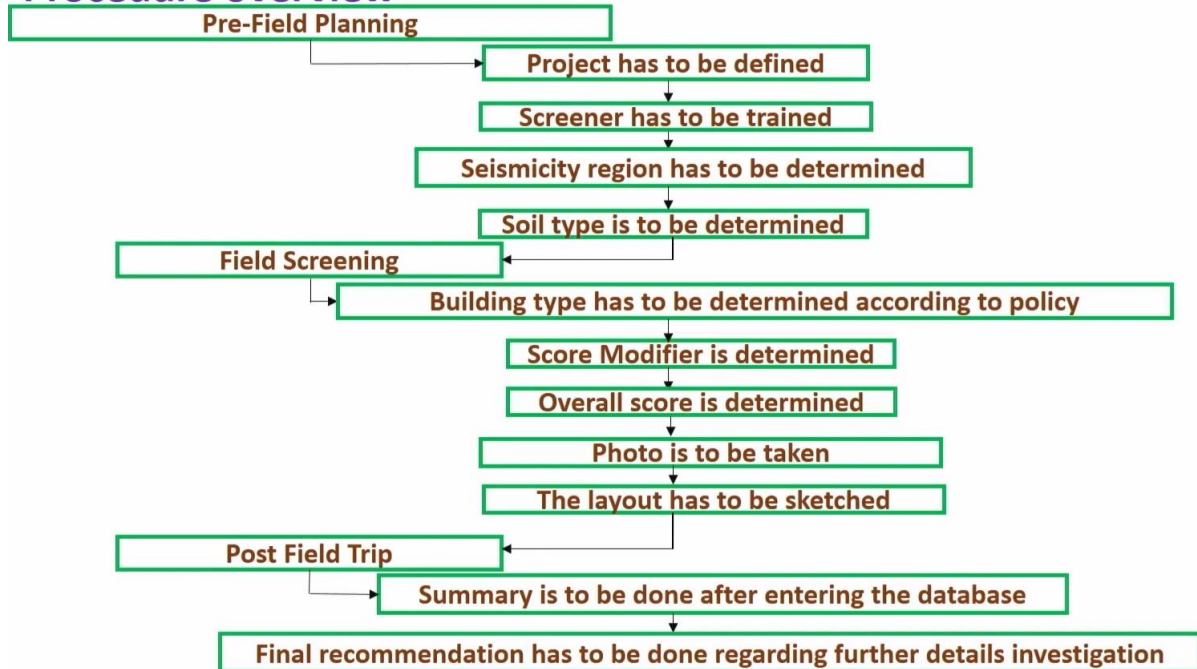 Procedure overview
Pre-Field Planning
Project has to be defined
Screener has to be trained
Seismicity region has to be determined
Soil type is to be determined
Field Screening
Building type has to be determined according to policy
Score Modifier is determined
Overall score is determined
Photo is to be taken
The layout has to be sketched
Post Field Trip
Summary is to be done after entering the database
Final recommendation has to be done regarding further details investigation